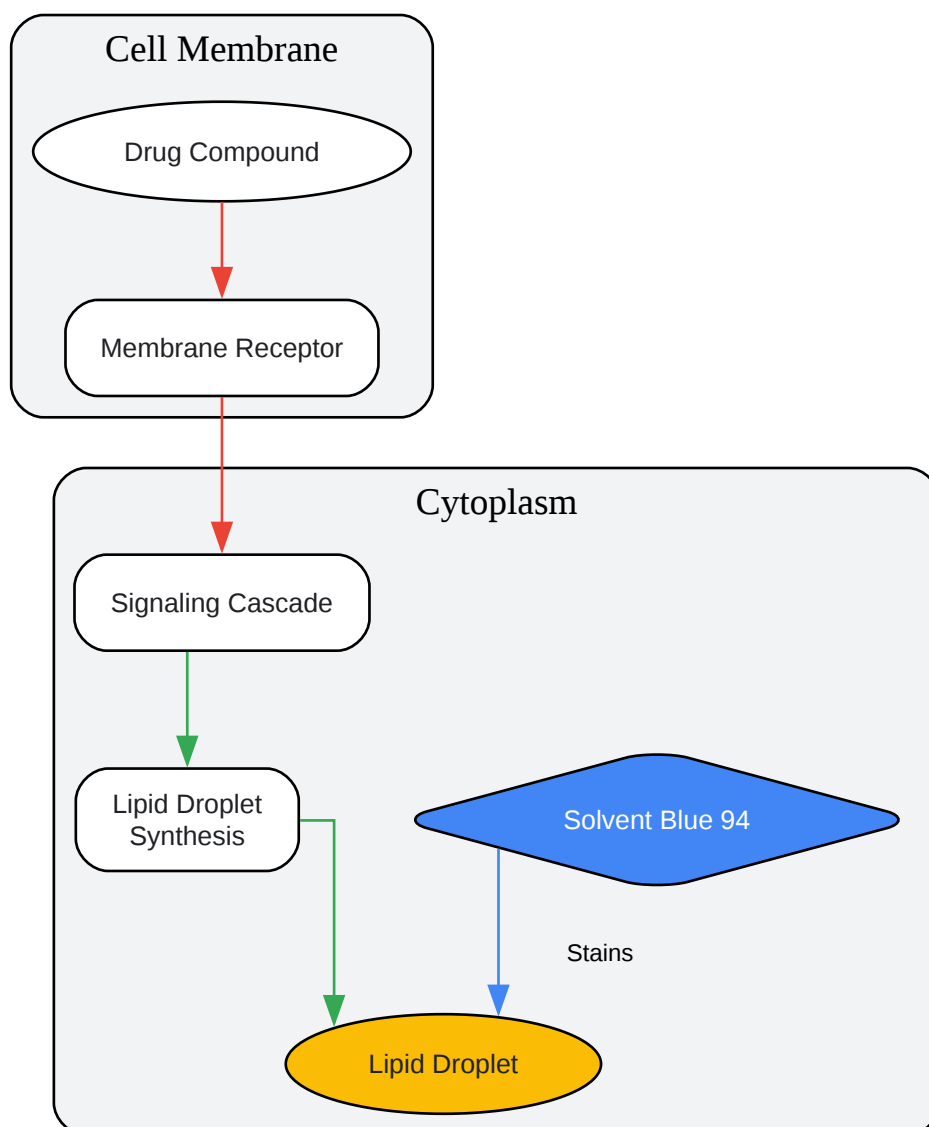 Cell Membrane
Drug Compound
Membrane Receptor
Cytoplasm
Signaling Cascade
Lipid Droplet
Synthesis
Solvent Blue 94
Stains
Lipid Droplet